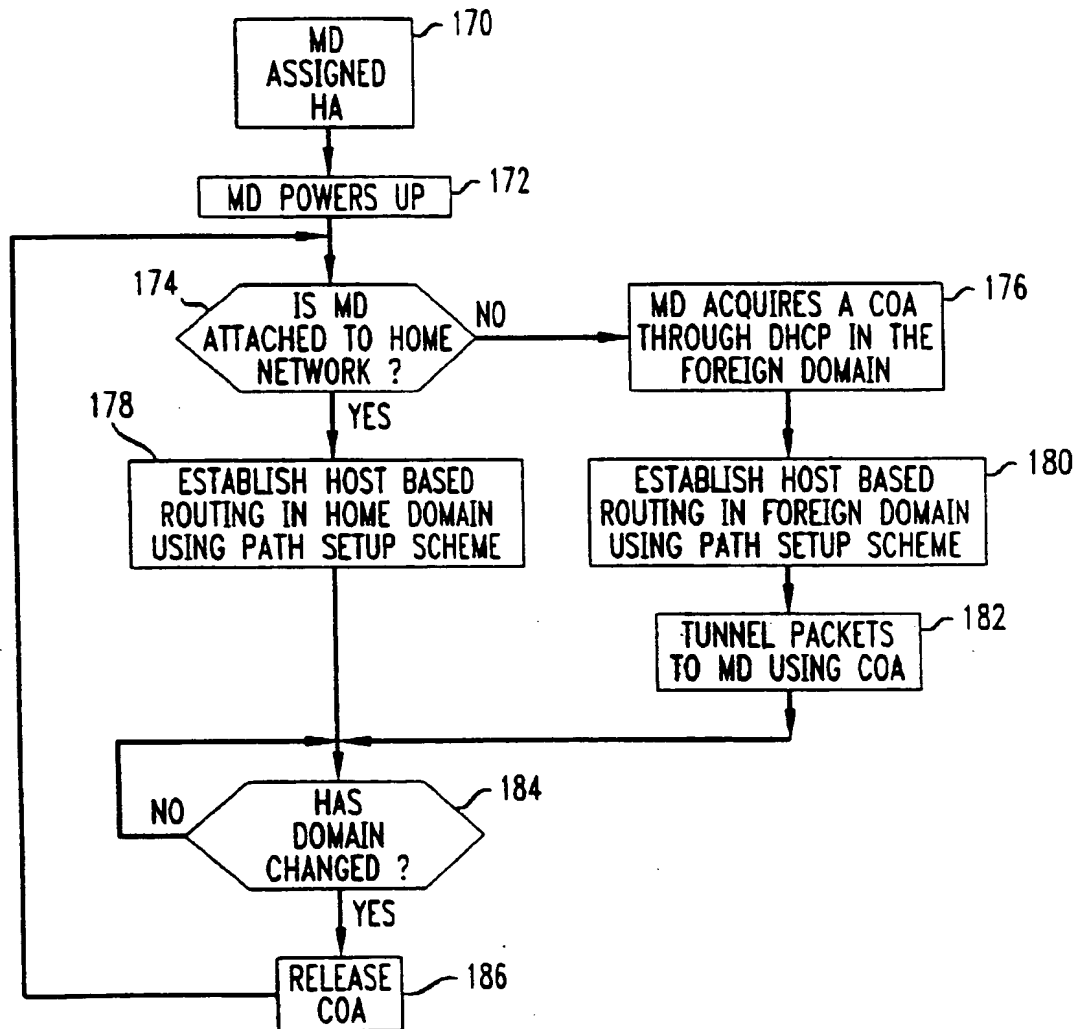 MD
ASSIGNED
HA
170
MD POWERS UP
172
174
IS MD
ATTACHED TO HOME
NETWORK ?
NO
YES
MD ACQUIRES A COA
THROUGH DHCP IN THE
FOREIGN DOMAIN
176
178
ESTABLISH HOST BASED
ROUTING IN HOME DOMAIN
USING PATH SETUP SCHEME
ESTABLISH HOST BASED
ROUTING IN FOREIGN DOMAIN
USING PATH SETUP SCHEME
180
TUNNEL PACKETS
TO MD USING COA
182
HAS
DOMAIN
CHANGED ?
184
NO
YES
RELEASE
COA
186